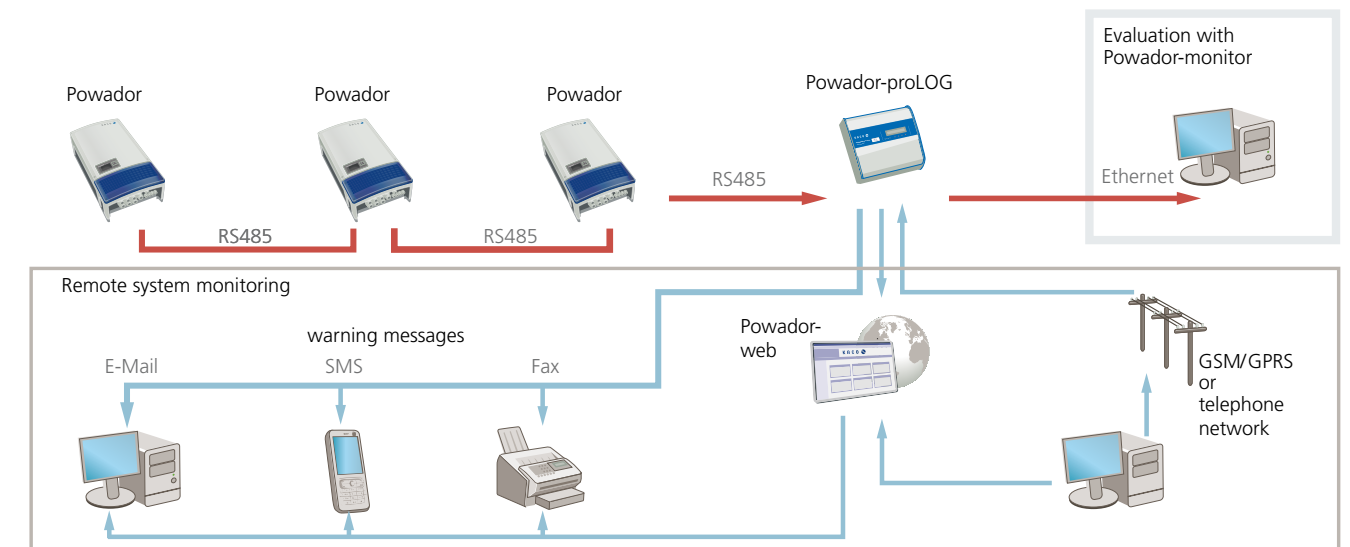 Evaluation with
Powador-monitor
Powador
Powador
Powador
Powador-proLOG
RS485
Ethernet
RS485
RS485
Remote system monitoring
warning messages
Powador-
web
E-Mail
SMS
Fax
KACO
GSM/GPRS
or
telephone
network